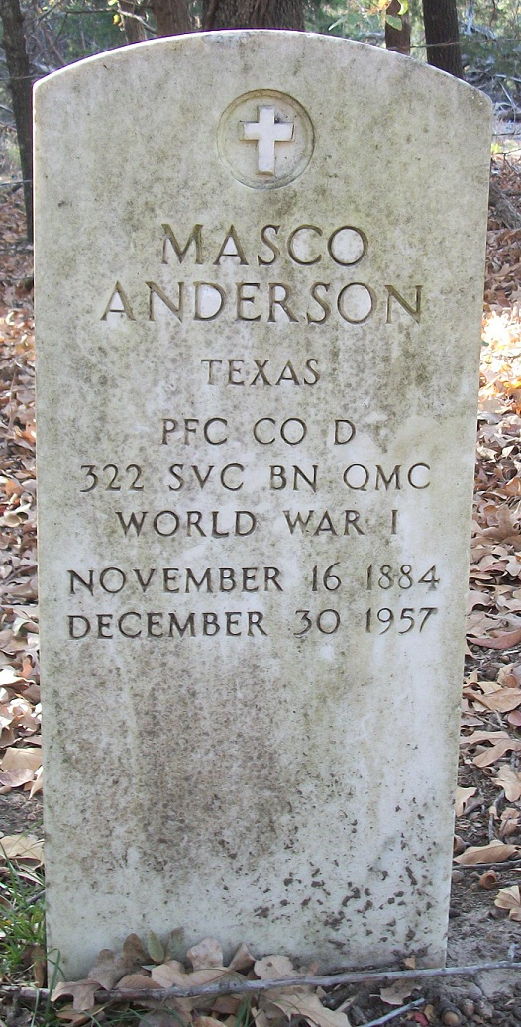 MASCO
ANDERSON
TEXAS
PFC CO D
322 SVC BN QMC
WORLD WAR I
NOVEMBER 16 1884
DECEMBER 30 1957